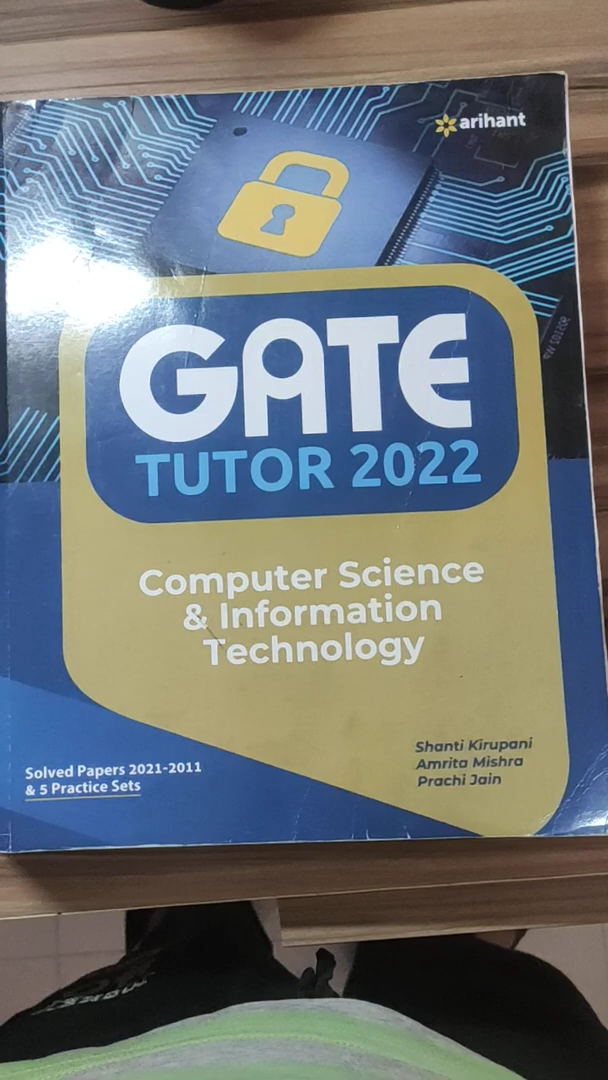 arihant
GATE
TUTOR 2022
Computer Science
& Information
Technology
Shanti Kirupani
Amrita Mishra
Prachi Jain
Solved Papers 2021-2011
& 5 Practice Sets